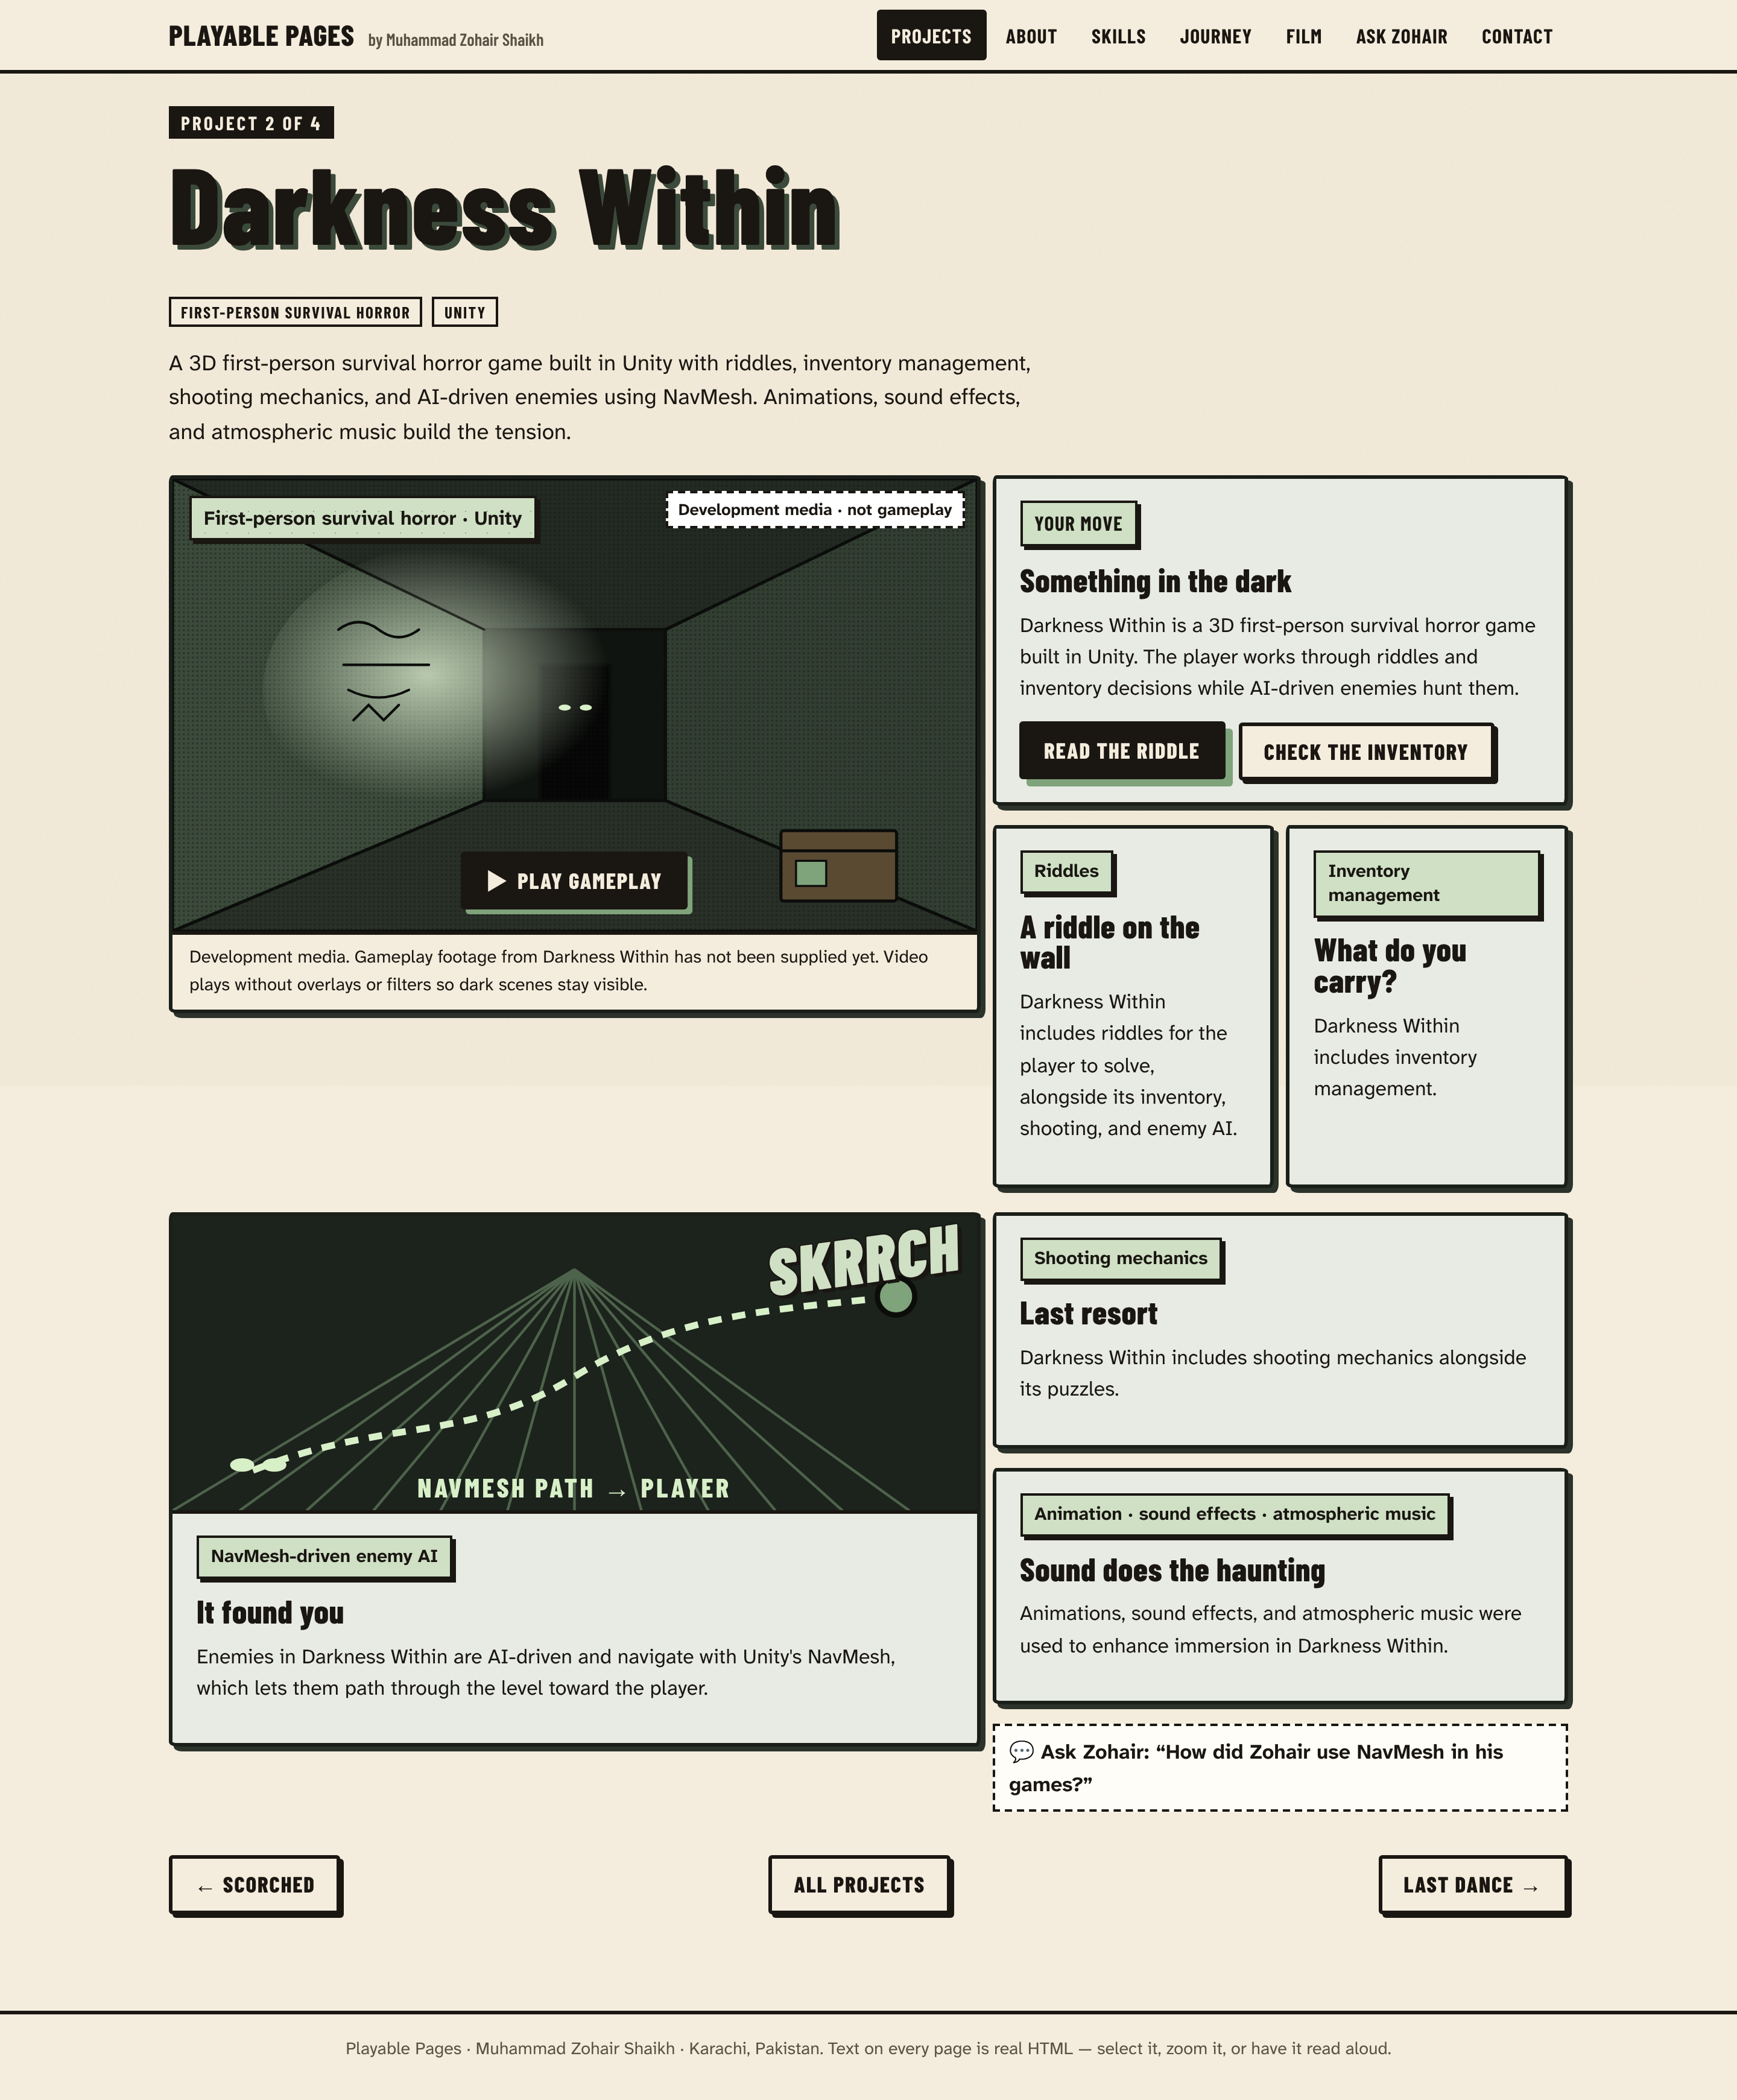 PLAYABLE PAGES by Muhammad Zohair Shaikh
PROJECTS ABOUT SKILLS JOURNEY FILM ASK ZOHAIR CONTACT
PROJECT 2 OF 4
Darkness Within
FIRST-PERSON SURVIVAL HORROR UNITY
A 3D first-person survival horror game built in Unity with riddles, inventory management,
shooting mechanics, and AI-driven enemies using NavMesh. Animations, sound effects,
and atmospheric music build the tension.
First-person survival horror · Unity
Development media · not gameplay
▶ PLAY GAMEPLAY
Development media. Gameplay footage from Darkness Within has not been supplied yet. Video
plays without overlays or filters so dark scenes stay visible.
YOUR MOVE
Something in the dark
Darkness Within is a 3D first-person survival horror game
built in Unity. The player works through riddles and
inventory decisions while AI-driven enemies hunt them.
READ THE RIDDLE CHECK THE INVENTORY
Riddles
A riddle on the
wall
Darkness Within
includes riddles for the
player to solve,
alongside its inventory,
shooting, and enemy AI.
Inventory
management
What do you
carry?
Darkness Within
includes inventory
management.
SKRRCH
NAVMESH PATH → PLAYER
NavMesh-driven enemy AI
It found you
Enemies in Darkness Within are AI-driven and navigate with Unity's NavMesh,
which lets them path through the level toward the player.
Shooting mechanics
Last resort
Darkness Within includes shooting mechanics alongside
its puzzles.
Animation · sound effects · atmospheric music
Sound does the haunting
Animations, sound effects, and atmospheric music were
used to enhance immersion in Darkness Within.
💬 Ask Zohair: “How did Zohair use NavMesh in his
games?”
← SCORCHED
ALL PROJECTS
LAST DANCE →
Playable Pages · Muhammad Zohair Shaikh · Karachi, Pakistan. Text on every page is real HTML — select it, zoom it, or have it read aloud.